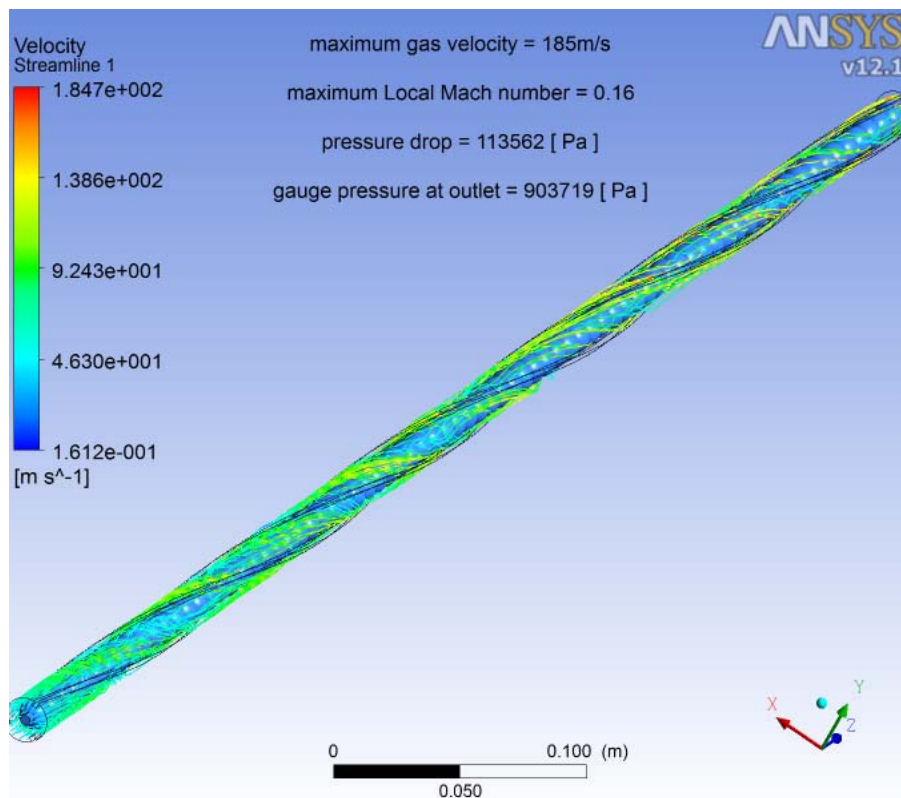 ANSYS
v12.1
Velocity
Streamline 1
1.847e+002
1.386e+002
9.243e+001
4.630e+001
1.612e-001
[m s^-1]
maximum gas velocity = 185m/s
maximum Local Mach number = 0.16
pressure drop = 113562 [ Pa ]
gauge pressure at outlet = 903719 [ Pa ]
X
Y
Z
0
0.100 (m)
0.050